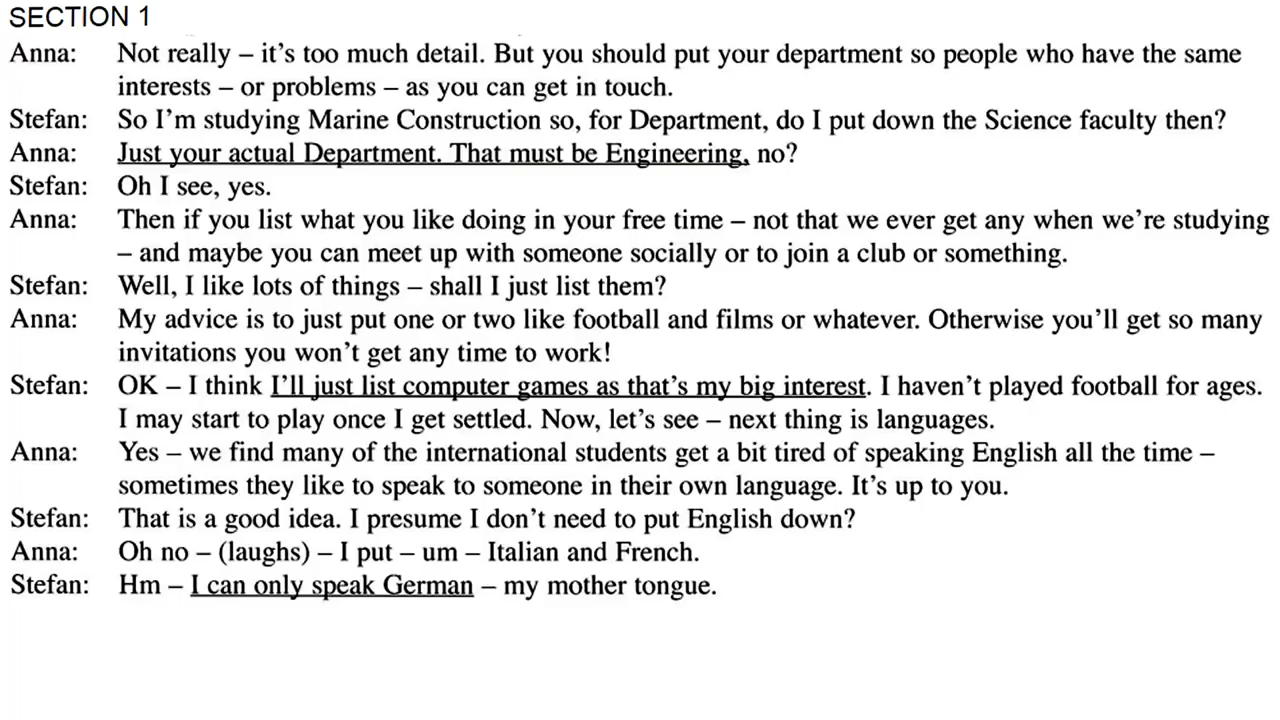 SECTION 1
Anna: Not really – it's too much detail. But you should put your department so people who have the same
interests – or problems – as you can get in touch.
Stefan: So I'm studying Marine Construction so, for Department, do I put down the Science faculty then?
Anna: Just your actual Department. That must be Engineering, no?
Stefan: Oh I see, yes.
Anna: Then if you list what you like doing in your free time – not that we ever get any when we're studying
– and maybe you can meet up with someone socially or to join a club or something.
Stefan: Well, I like lots of things – shall I just list them?
Anna: My advice is to just put one or two like football and films or whatever. Otherwise you'll get so many
invitations you won't get any time to work!
Stefan: OK – I think I'll just list computer games as that's my big interest. I haven't played football for ages.
I may start to play once I get settled. Now, let's see – next thing is languages.
Anna: Yes – we find many of the international students get a bit tired of speaking English all the time –
sometimes they like to speak to someone in their own language. It's up to you.
Stefan: That is a good idea. I presume I don't need to put English down?
Anna: Oh no – (laughs) – I put – um – Italian and French.
Stefan: Hm – I can only speak German – my mother tongue.